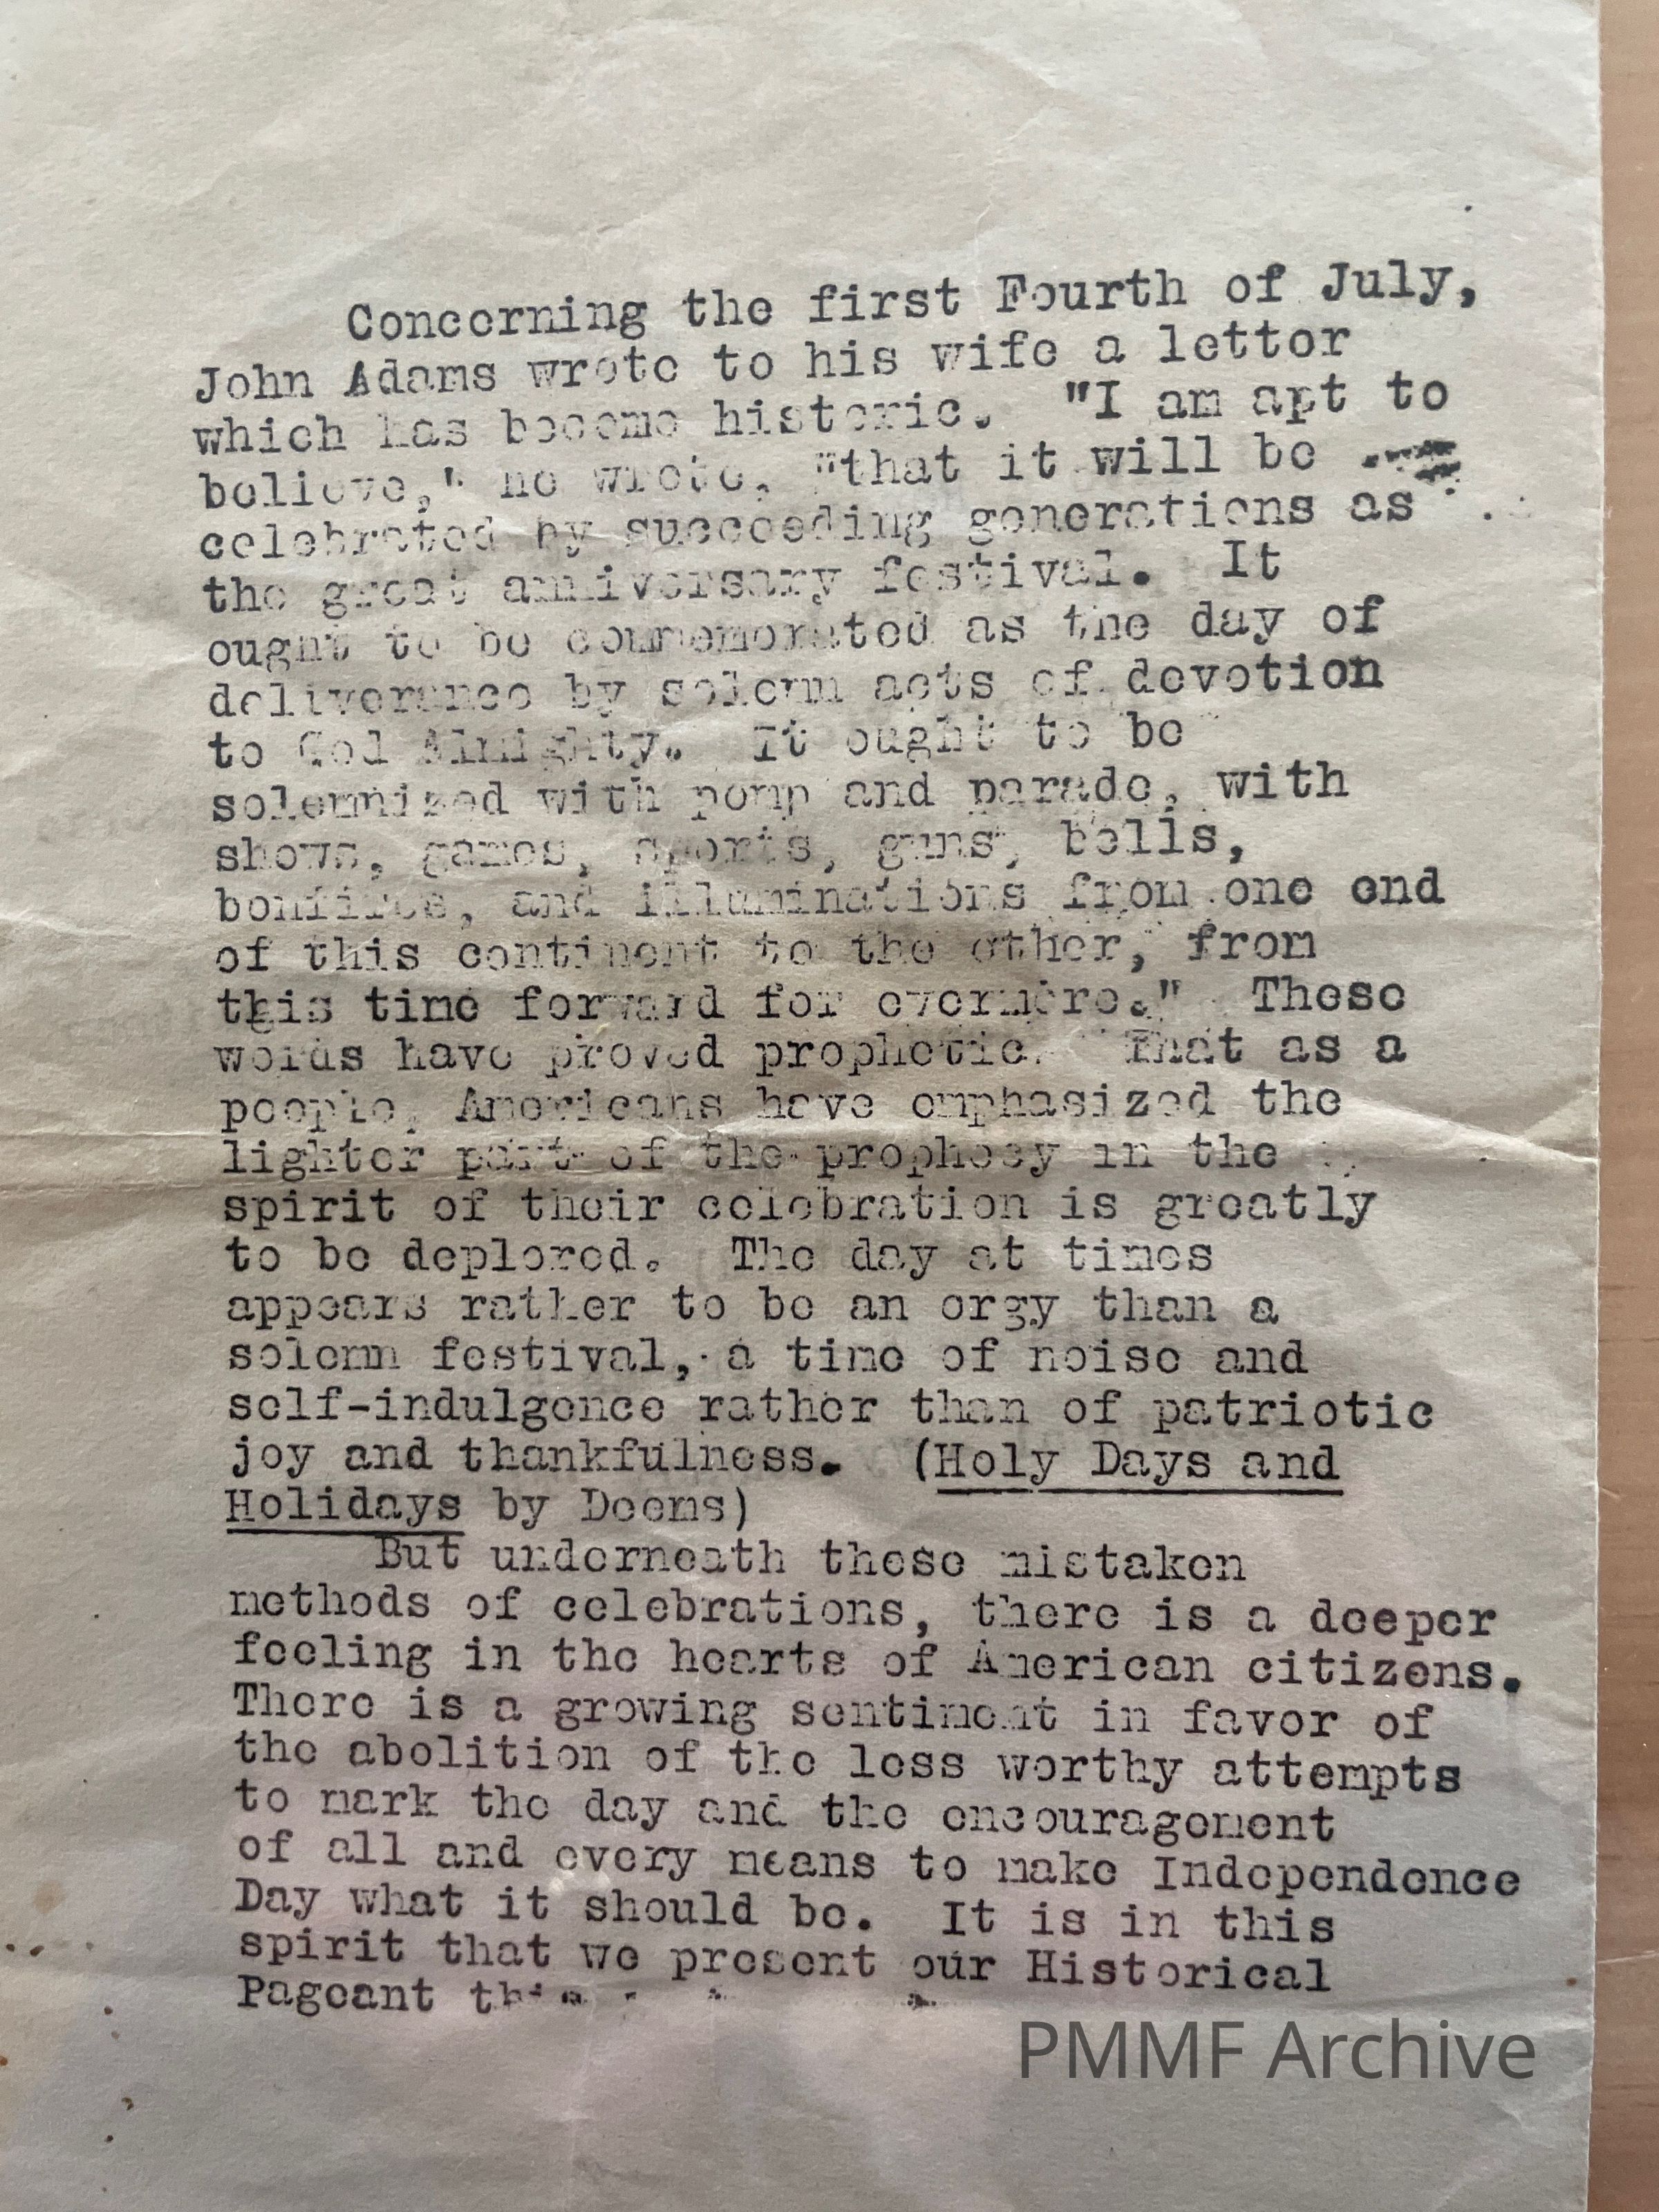 Concerning the first Fourth of July,
John Adams wrote to his wife a letter
which has become historic. "I am apt to
believe," he wrote, "that it will be
celebrated by succeeding generations as
the great anniversary festival. It
ought to be commemorated as the day of
deliverance by solemn acts of devotion
to God Almighty. It ought to be
solemnized with pomp and parade, with
shows, games, sports, guns, bells,
bonfires, and illuminations from one end
of this continent to the other, from
this time forward for evermore." These
words have proved prophetic. That as a
people, Americans have emphasized the
lighter part of the prophecy in the
spirit of their celebration is greatly
to be deplored. The day at times
appears rather to be an orgy than a
solemn festival, a time of noise and
self-indulgence rather than of patriotic
joy and thankfulness. (Holy Days and
Holidays by Deems)
But underneath these mistaken
methods of celebrations, there is a deeper
feeling in the hearts of American citizens.
There is a growing sentiment in favor of
the abolition of the less worthy attempts
to mark the day and the encouragement
of all and every means to make Independence
Day what it should be. It is in this
spirit that we present our Historical
Pageant
PMMF Archive